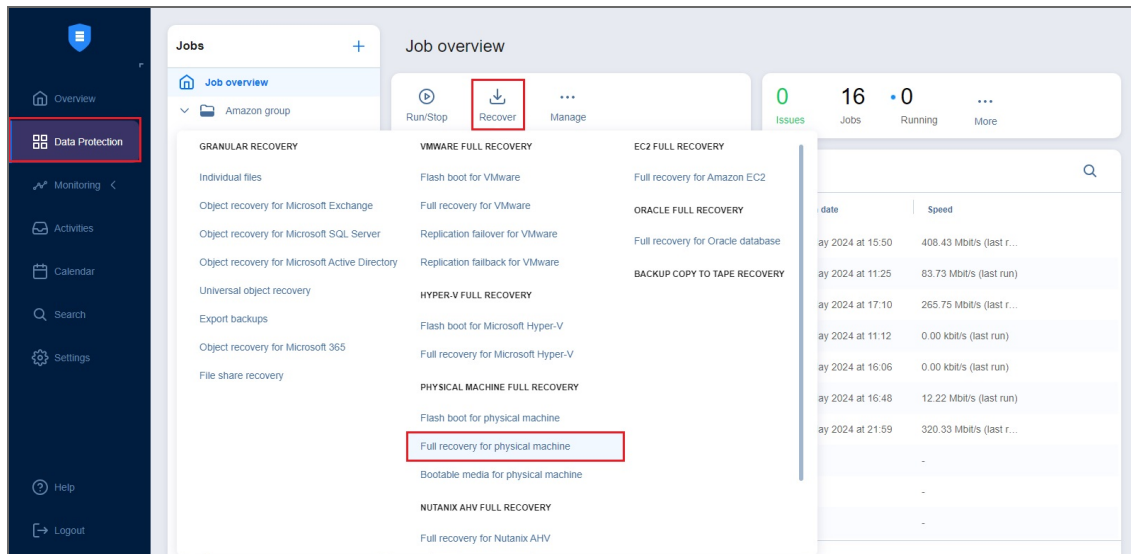 Overview
Data Protection
Monitoring
Activities
Calendar
Search
Settings
Help
Logout
Jobs
Job overview
Amazon group
Job overview
Run/Stop
Recover
Manage
0
Issues
16
Jobs
0
Running
More
GRANULAR RECOVERY
Individual files
Object recovery for Microsoft Exchange
Object recovery for Microsoft SQL Server
Object recovery for Microsoft Active Directory
Universal object recovery
Export backups
Object recovery for Microsoft 365
File share recovery
VMWARE FULL RECOVERY
Flash boot for VMware
Full recovery for VMware
Replication failover for VMware
Replication failback for VMware
HYPER-V FULL RECOVERY
Flash boot for Microsoft Hyper-V
Full recovery for Microsoft Hyper-V
PHYSICAL MACHINE FULL RECOVERY
Flash boot for physical machine
Full recovery for physical machine
Bootable media for physical machine
NUTANIX AHV FULL RECOVERY
Full recovery for Nutanix AHV
EC2 FULL RECOVERY
Full recovery for Amazon EC2
ORACLE FULL RECOVERY
Full recovery for Oracle database
BACKUP COPY TO TAPE RECOVERY
date Speed
ay 2024 at 15:50 408.43 Mbit/s (last r...
ay 2024 at 11:25 83.73 Mbit/s (last run)
ay 2024 at 17:10 265.75 Mbit/s (last r...
ay 2024 at 11:12 0.00 kbit/s (last run)
ay 2024 at 16:06 0.00 kbit/s (last run)
ay 2024 at 16:48 12.22 Mbit/s (last run)
ay 2024 at 21:59 320.33 Mbit/s (last r...
-
-
-